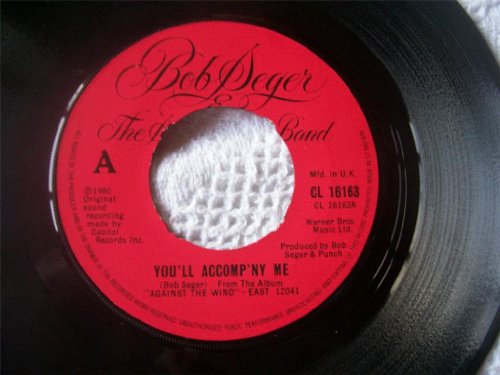 Bob Seger
&
The Band
A
Mfd. in U.K.
CL 16163
CL 16163A
℗1980
Original
sound
recording
made by
Capitol
Records Inc.
Warner Bros.
Music Ltd.
Produced by Bob
Seger & Punch
YOU'LL ACCOMP'NY ME
(Bob Seger) From The Album
"AGAINST THE WIND"—EAST 12041